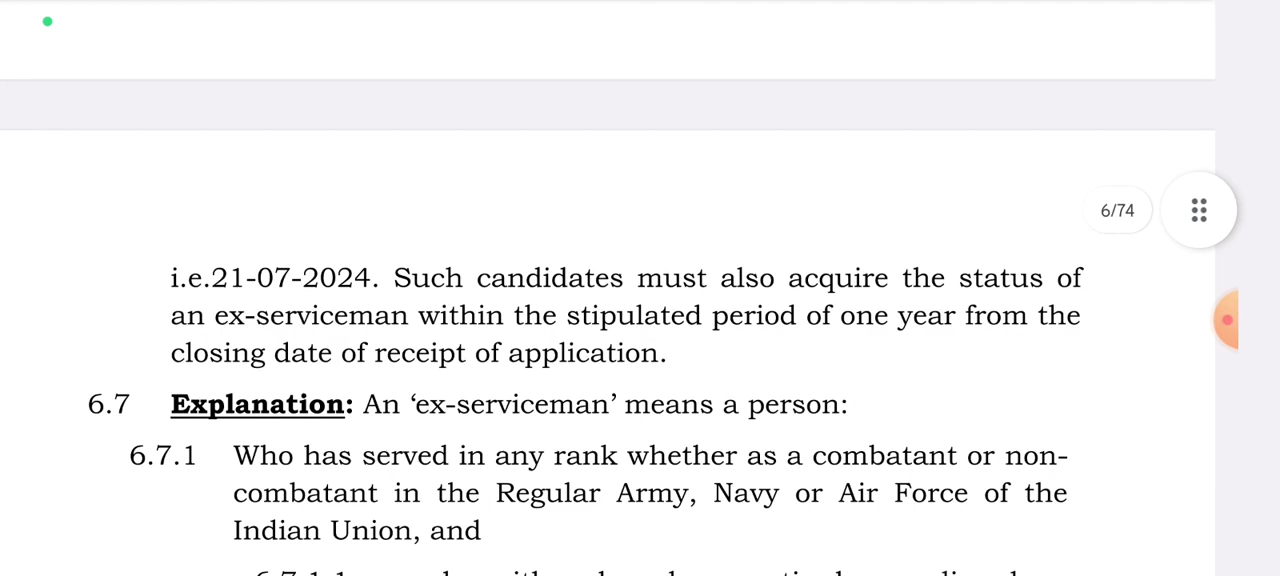 6/74
i.e.21-07-2024. Such candidates must also acquire the status of
an ex-serviceman within the stipulated period of one year from the
closing date of receipt of application.
6.7 Explanation: An ‘ex-serviceman’ means a person:
6.7.1 Who has served in any rank whether as a combatant or non-
combatant in the Regular Army, Navy or Air Force of the
Indian Union, and